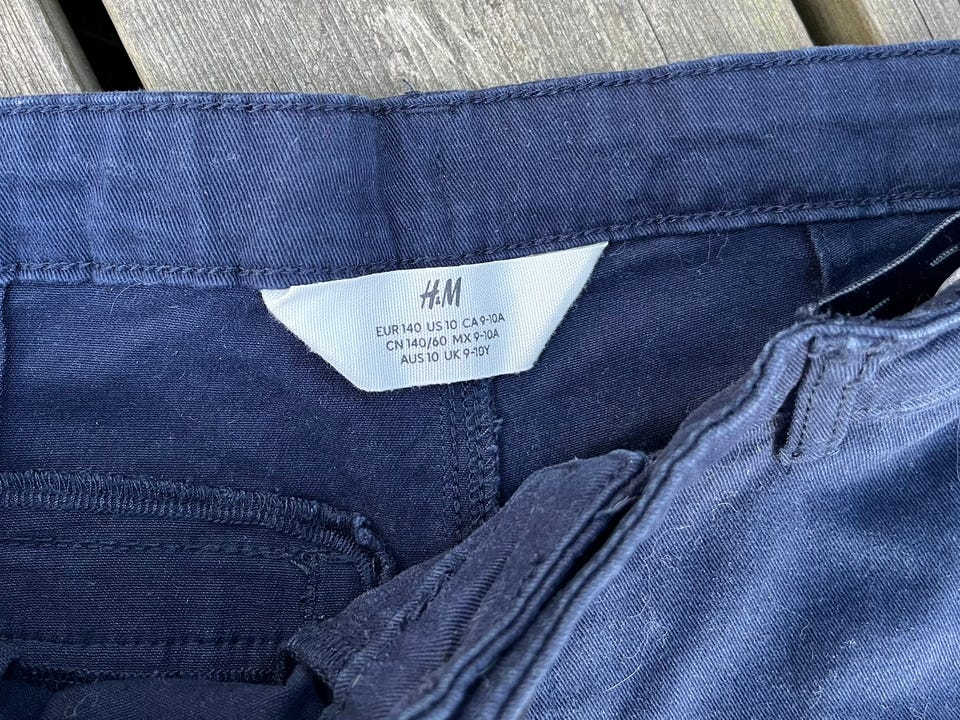 H&M
EUR 140 US 10 CA 9-10A
CN 140/60 MX 9-10A
AUS 10 UK 9-10Y